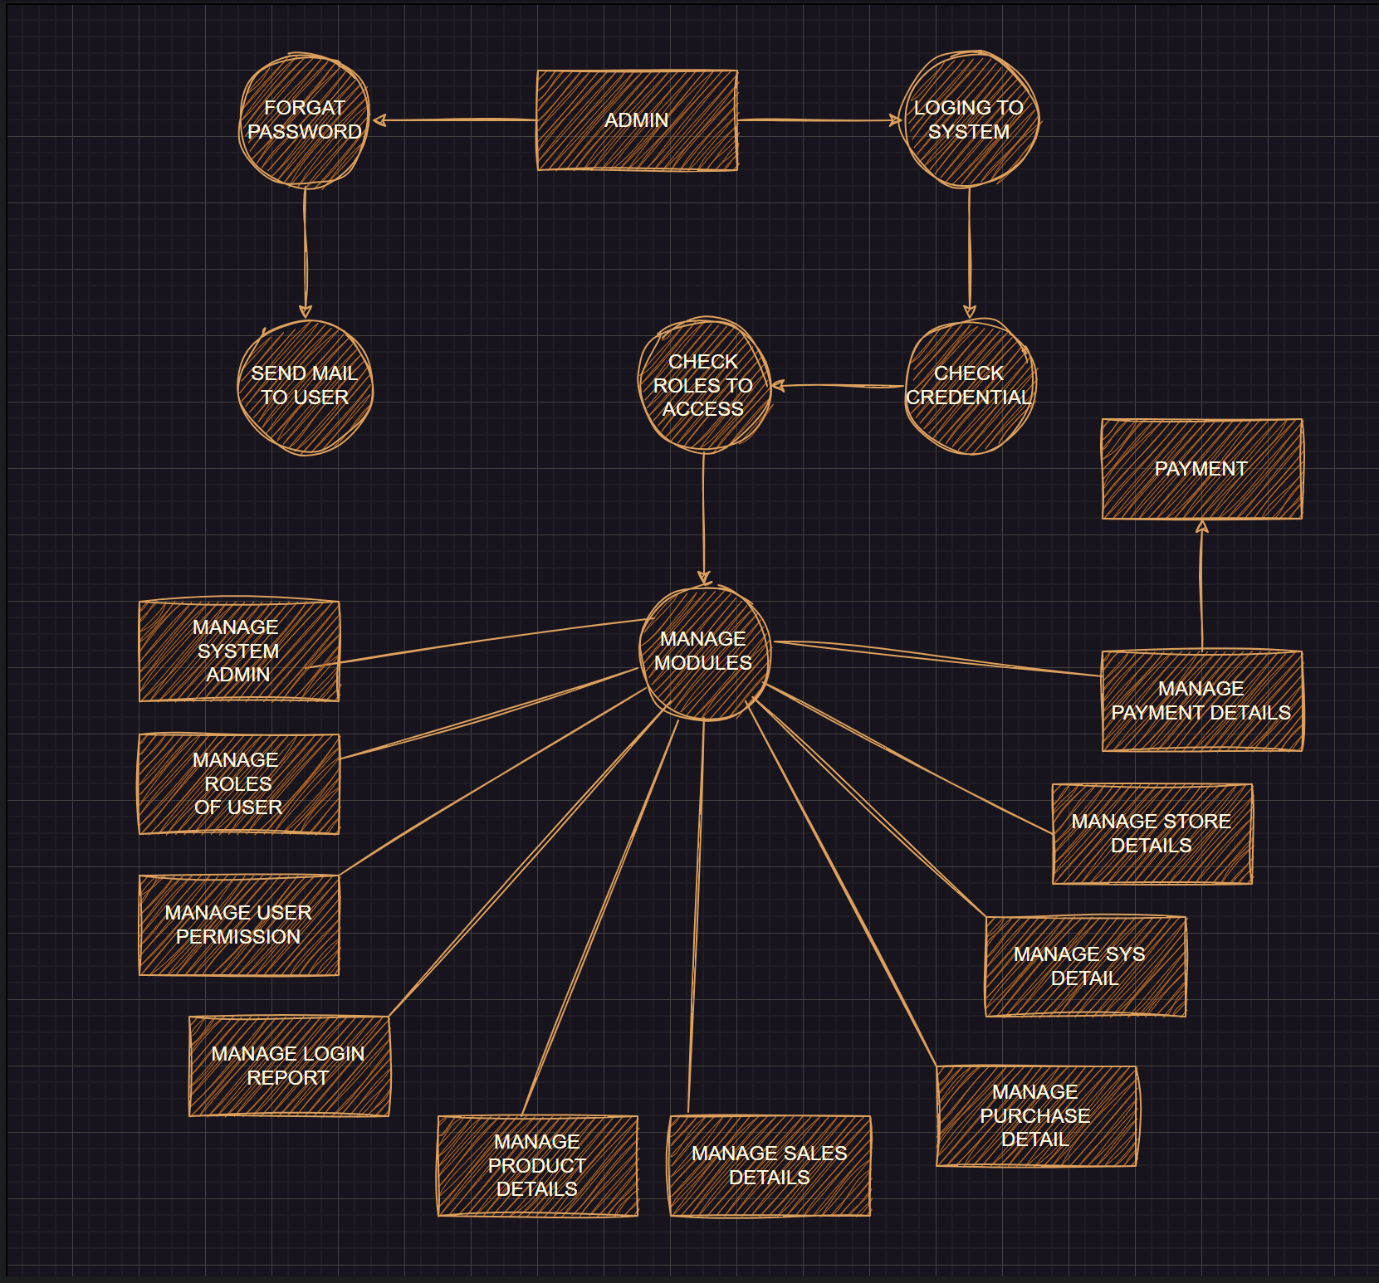 FORGAT
PASSWORD
ADMIN
LOGING TO
SYSTEM
SEND MAIL
TO USER
CHECK
ROLES TO
ACCESS
CHECK
CREDENTIAL
PAYMENT
MANAGE
SYSTEM
ADMIN
MANAGE
MODULES
MANAGE
PAYMENT DETAILS
MANAGE
ROLES
OF USER
MANAGE STORE
DETAILS
MANAGE USER
PERMISSION
MANAGE SYS
DETAIL
MANAGE LOGIN
REPORT
MANAGE
PURCHASE
DETAIL
MANAGE
PRODUCT
DETAILS
MANAGE SALES
DETAILS